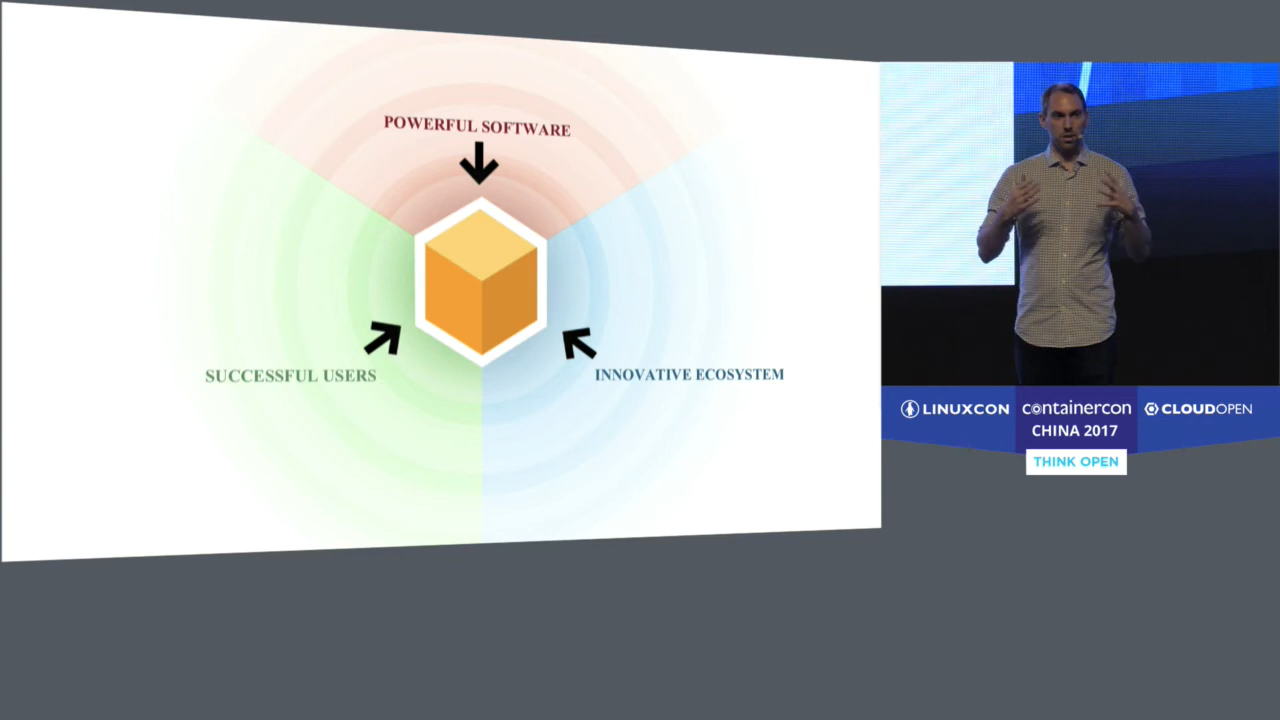 POWERFUL SOFTWARE
SUCCESSFUL USERS
INNOVATIVE ECOSYSTEM
LINUXCON
containercon
CLOUDOPEN
CHINA 2017
THINK OPEN